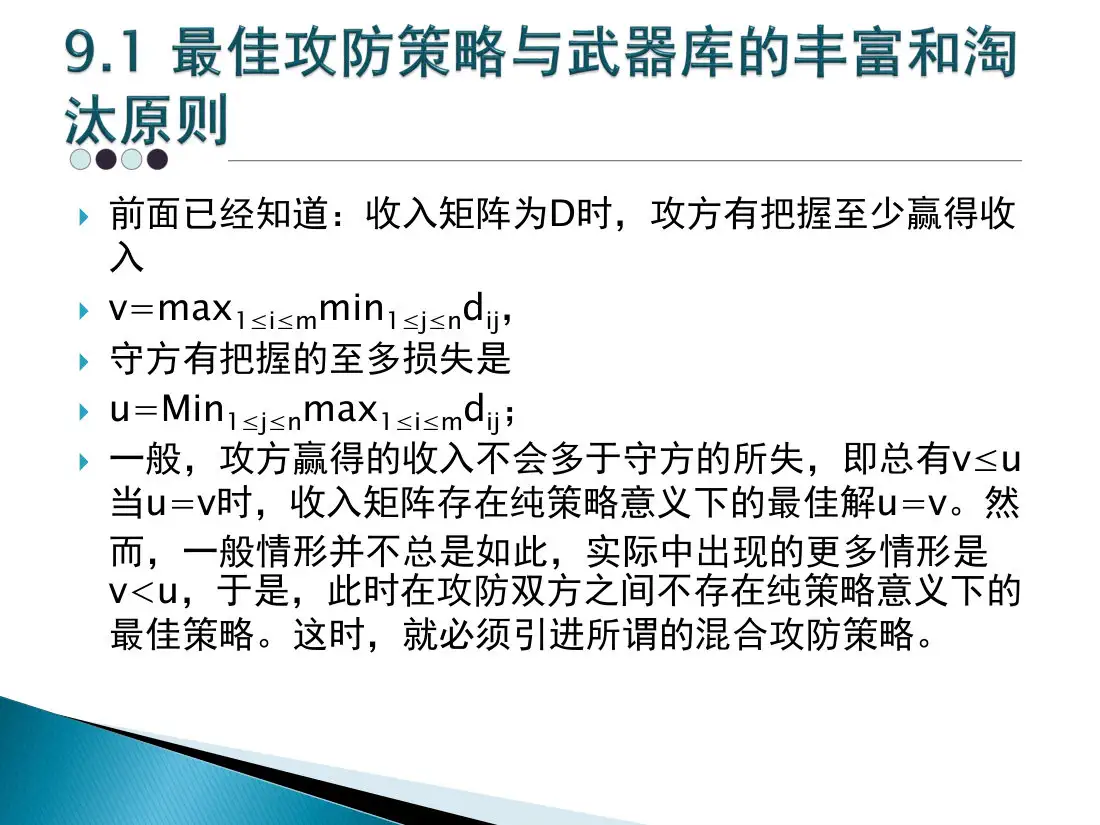 9.1 最佳攻防策略与武器库的丰富和淘
汰原则
前面已经知道：收入矩阵为D时，攻方有把握至少赢得收
入
v=max1≤i≤mmin1≤j≤ndij，
守方有把握的至多损失是
u=Min1≤j≤nmax1≤i≤mdij；
一般，攻方赢得的收入不会多于守方的所失，即总有v≤u
当u=v时，收入矩阵存在纯策略意义下的最佳解u=v。然
而，一般情形并不总是如此，实际中出现的更多情形是
v<u，于是，此时在攻防双方之间不存在纯策略意义下的
最佳策略。这时，就必须引进所谓的混合攻防策略。